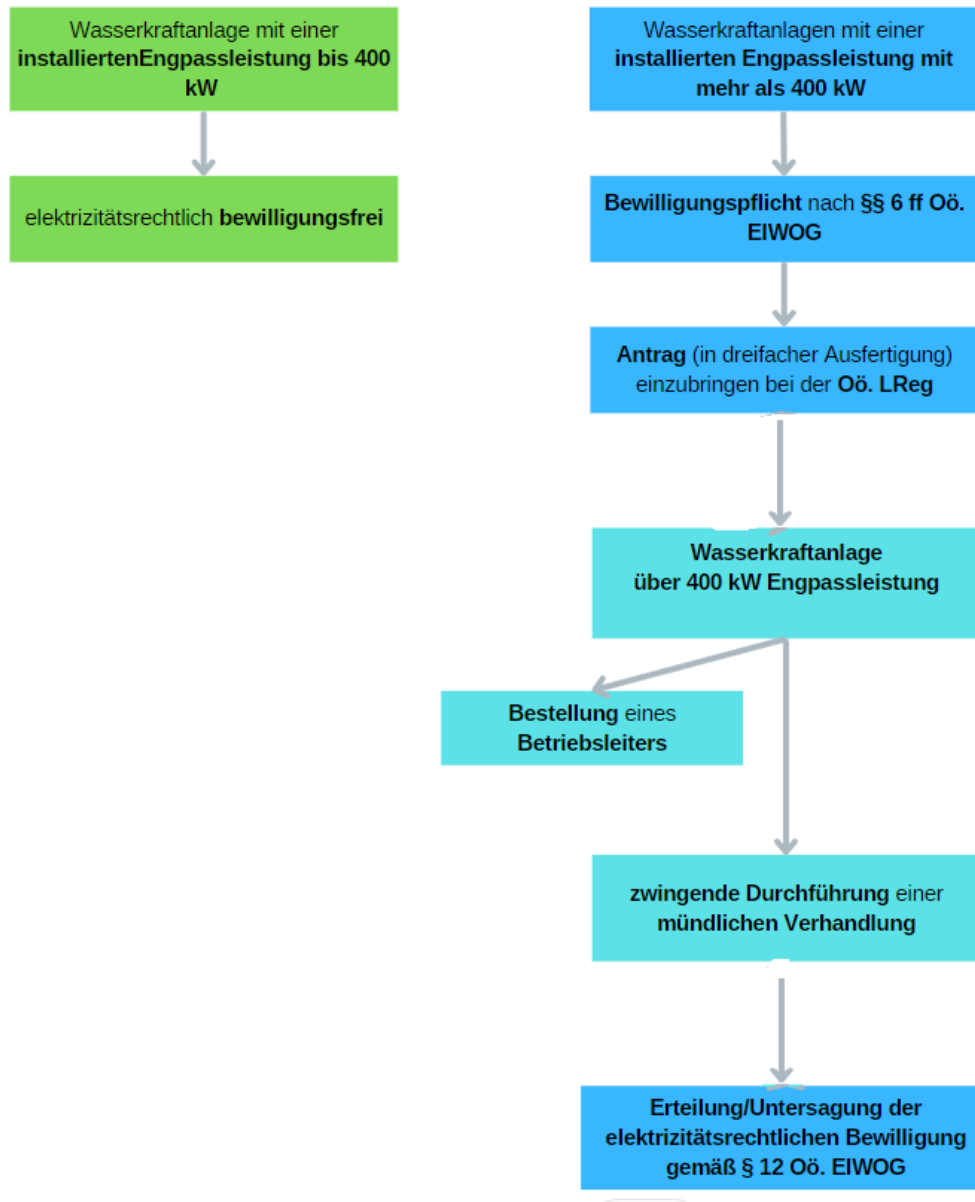 Wasserkraftanlage mit einer
installiertenEngpassleistung bis 400
kW
elektrizitätsrechtlich bewilligungsfrei
Wasserkraftanlagen mit einer
installierten Engpassleistung mit
mehr als 400 kW
Bewilligungspflicht nach §§ 6 ff Oö.
ElWOG
Antrag (in dreifacher Ausfertigung)
einzubringen bei der Oö. LReg
Wasserkraftanlage
über 400 kW Engpassleistung
Bestellung eines
Betriebsleiters
zwingende Durchführung einer
mündlichen Verhandlung
Erteilung/Untersagung der
elektrizitätsrechtlichen Bewilligung
gemäß § 12 Oö. ElWOG